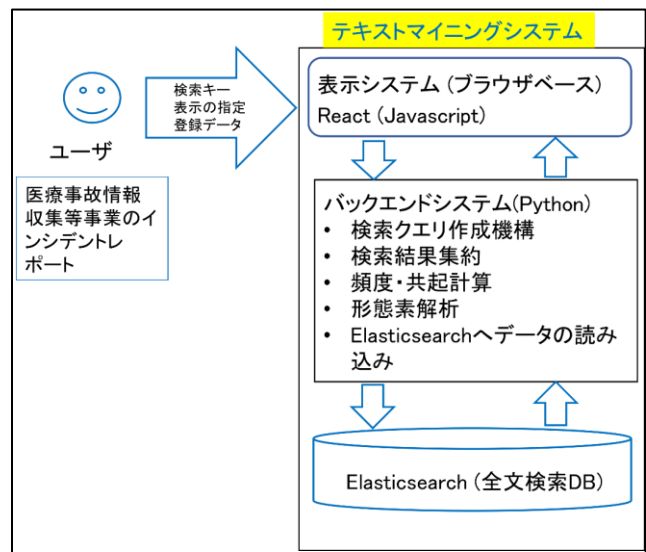 テキストマイニングシステム
検索キー
表示の指定
登録データ
ユーザ
医療事故情報
収集等事業のイ
ンシデントレ
ポート
表示システム (ブラウザベース)
React (Javascript)
バックエンドシステム(Python)
• 検索クエリ作成機構
• 検索結果集約
• 頻度・共起計算
• 形態素解析
• Elasticsearchへデータの読み
込み
Elasticsearch (全文検索DB)